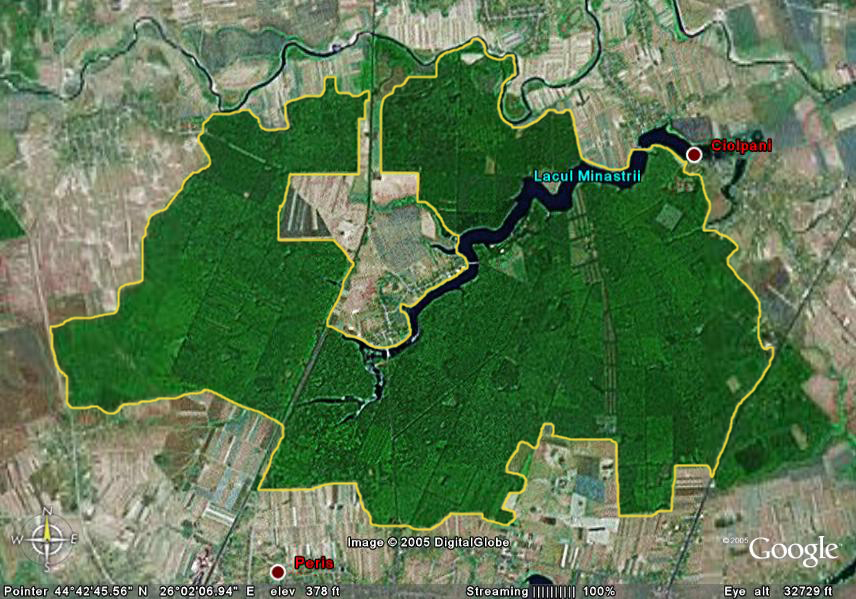 Ciolpani
Lacul Minastrii
N
W E
S
Image © 2005 DigitalGlobe
© 2005 Google
Peris
Pointer 44°42'45.56" N 26°02'06.94" E elev 378 ft Streaming |||||||||| 100% Eye alt 32729 ft